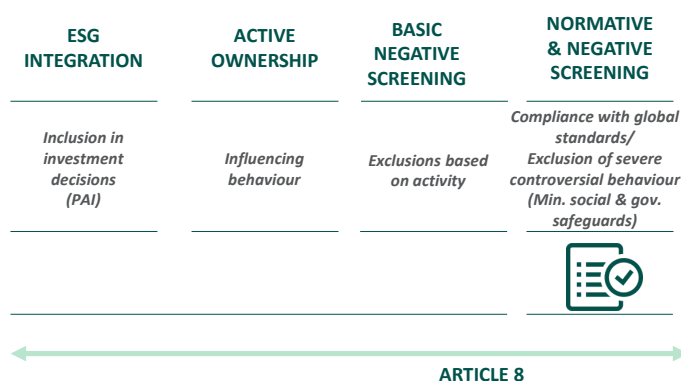 ESG
INTEGRATION
ACTIVE
OWNERSHIP
BASIC
NEGATIVE
SCREENING
NORMATIVE
& NEGATIVE
SCREENING
Inclusion in
investment
decisions
(PAI)
Influencing
behaviour
Exclusions based
on activity
Compliance with global
standards/
Exclusion of severe
controversial behaviour
(Min. social & gov.
safeguards)
ARTICLE 8